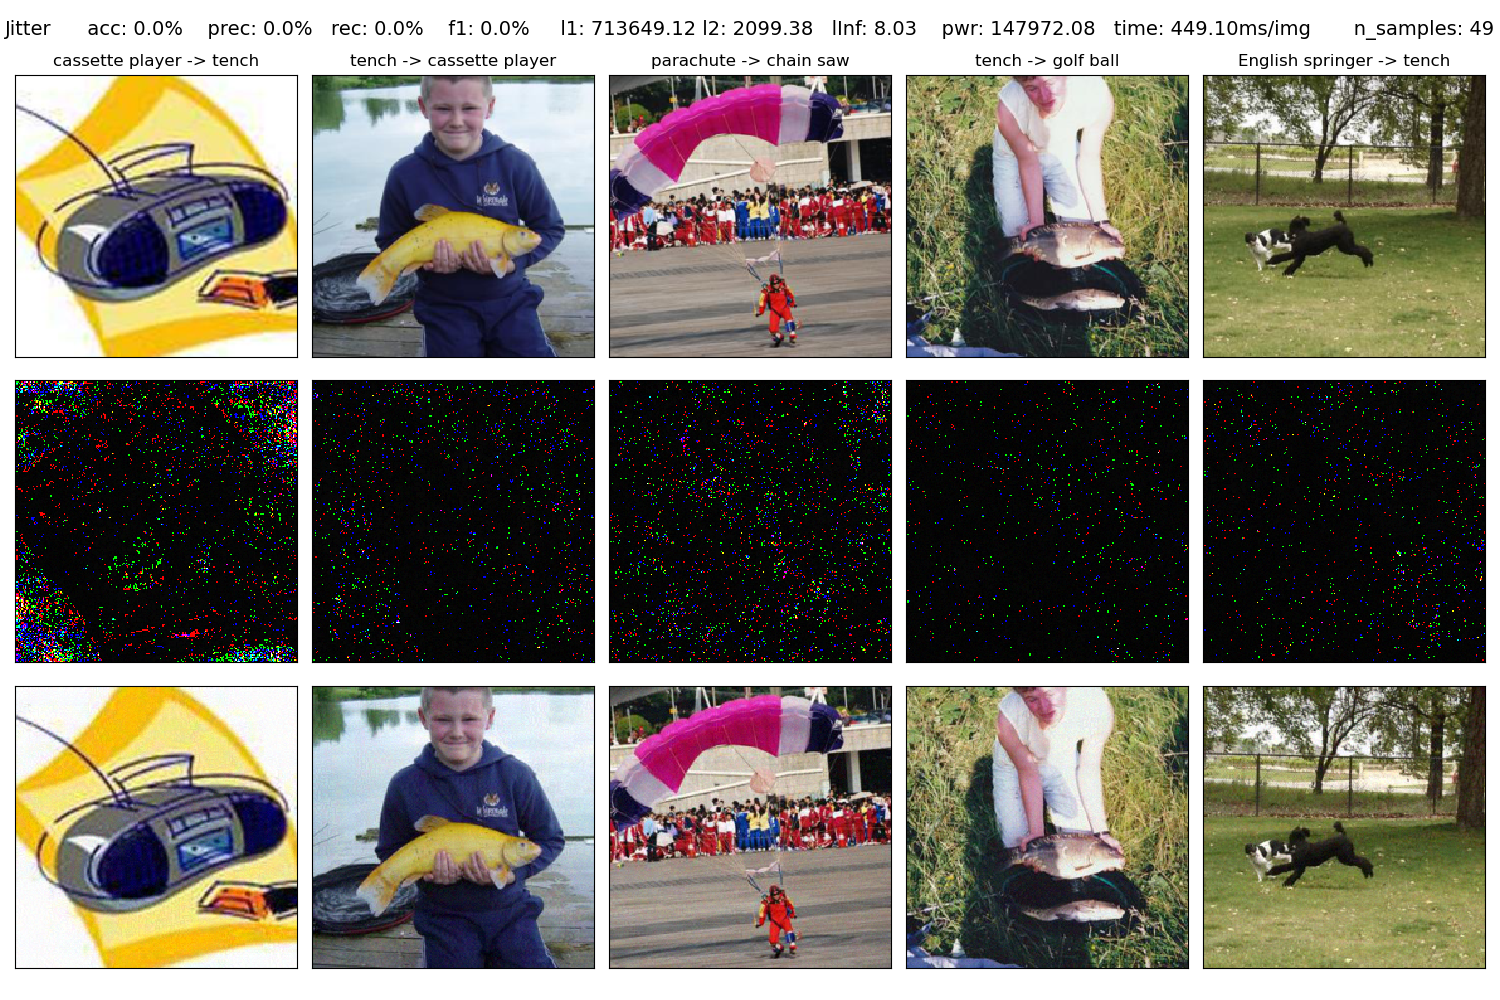 Jitter acc: 0.0% prec: 0.0% rec: 0.0% f1: 0.0% l1: 713649.12 l2: 2099.38 lInf: 8.03 pwr: 147972.08 time: 449.10ms/img n_samples: 49
cassette player -> tench tench -> cassette player parachute -> chain saw tench -> golf ball English springer -> tench